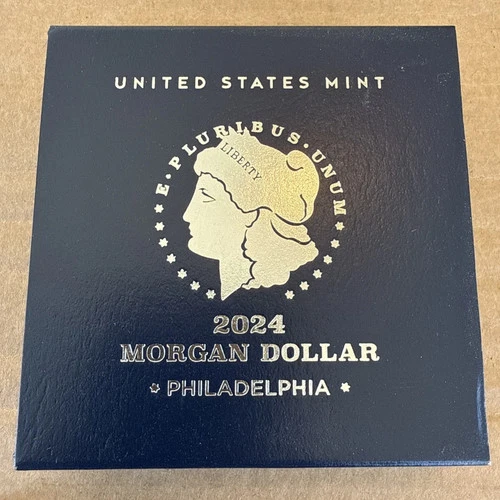 UNITED STATES MINT
E·PLURIBUS·UNUM
LIBERTY
2024
MORGAN DOLLAR
* PHILADELPHIA *